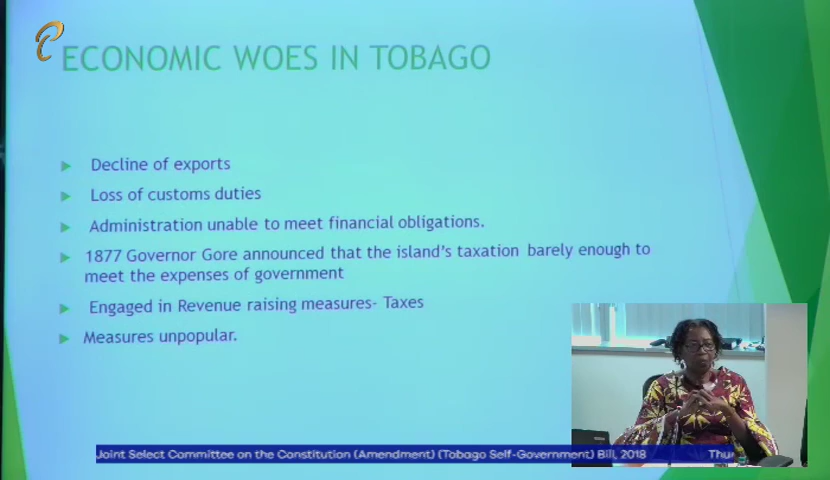 ECONOMIC WOES IN TOBAGO
Decline of exports
Loss of customs duties
Administration unable to meet financial obligations.
1877 Governor Gore announced that the island's taxation barely enough to
meet the expenses of government
Engaged in Revenue raising measures- Taxes
Measures unpopular.
Joint Select Committee on the Constitution (Amendment) (Tobago Self-Government) Bill, 2018